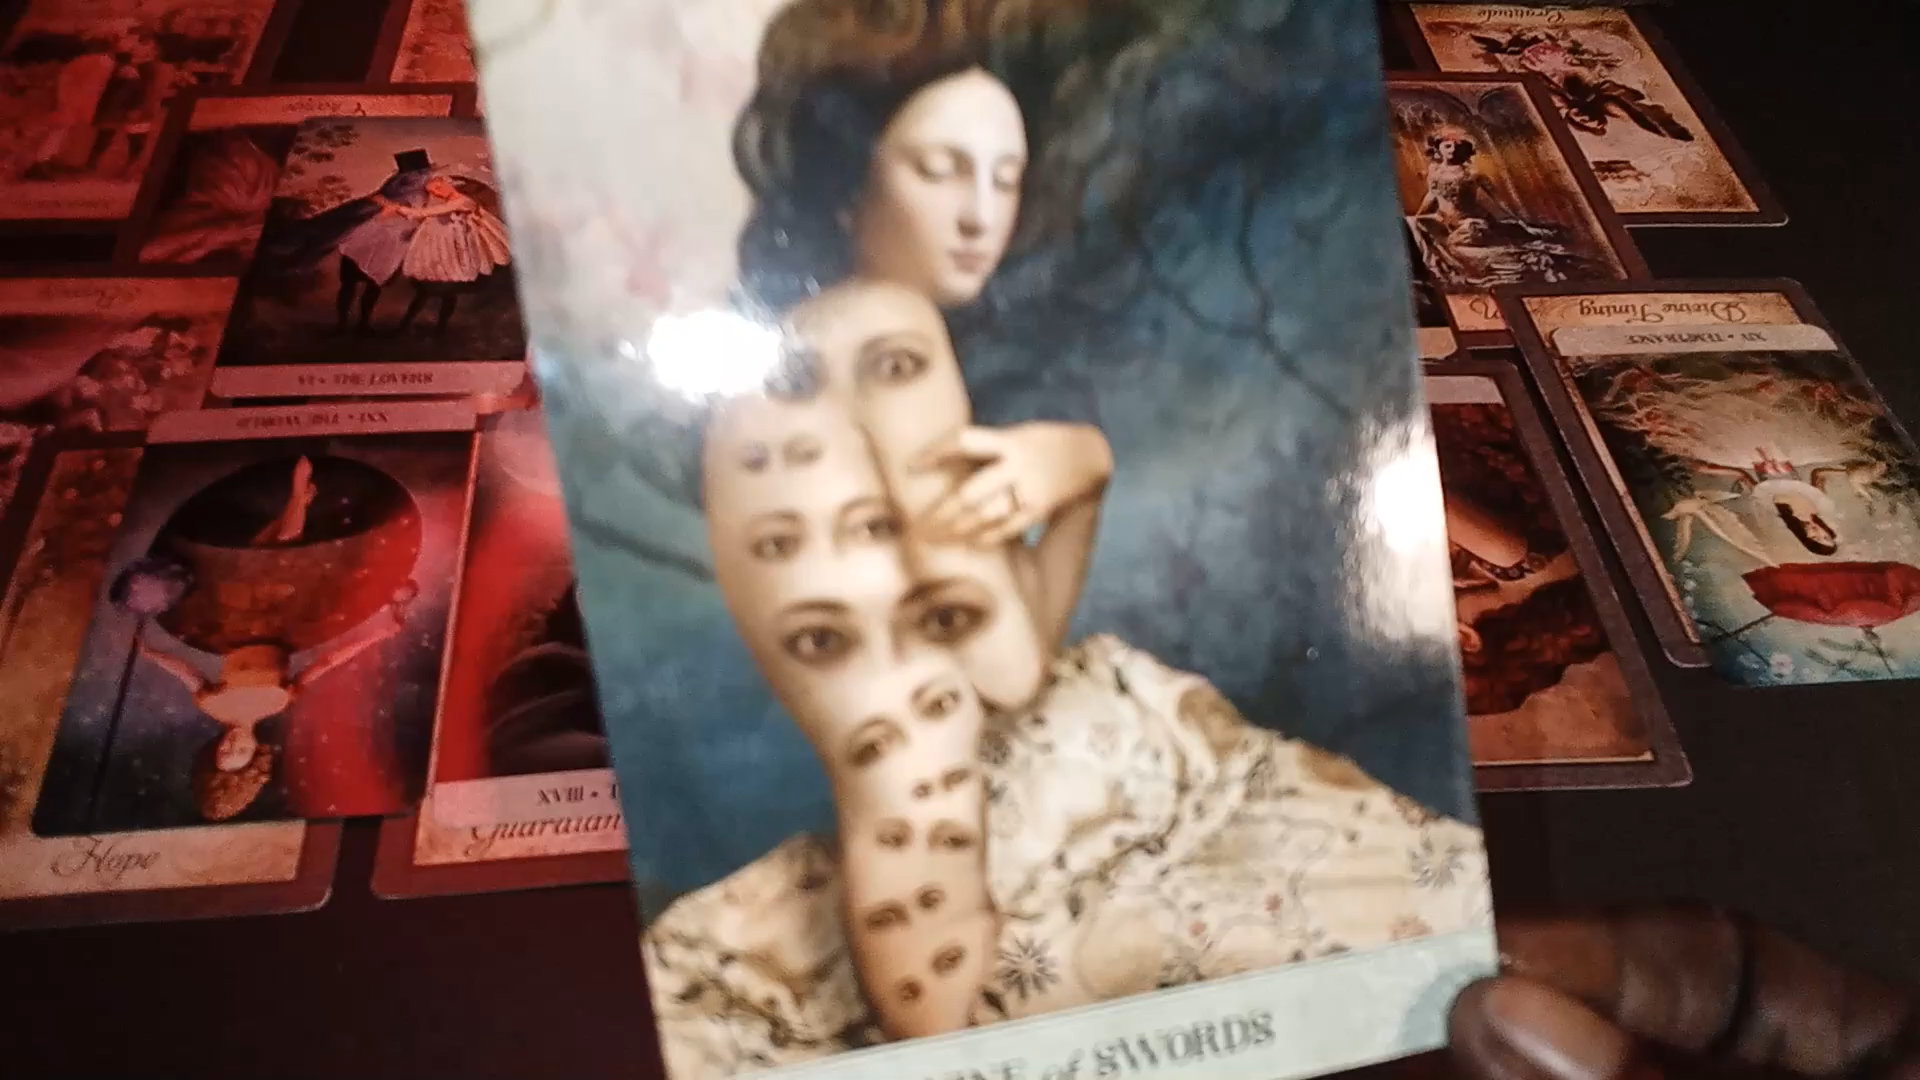 Gratitude
Divine Timing
XIV • TEMPERANCE
VI • THE LOVERS
XXI • THE WORLD
XVIII • T
Guardian
Hope
NINE of SWORDS